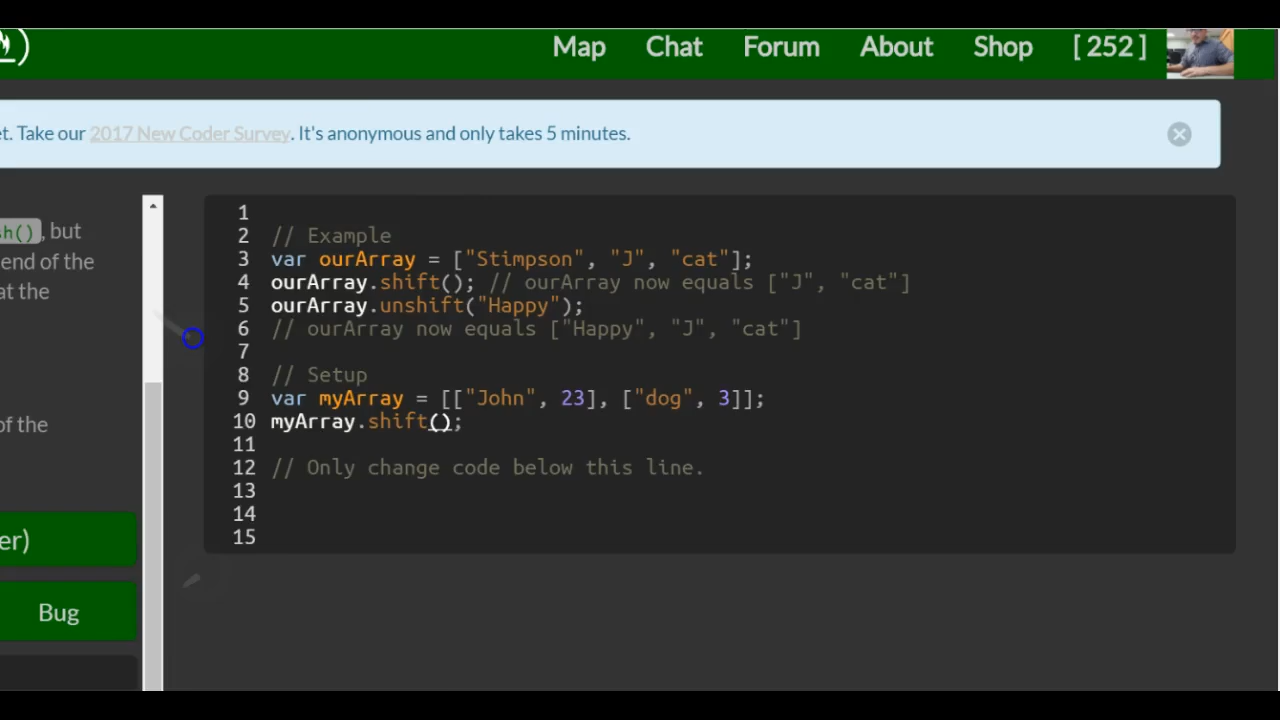 )
Map Chat Forum About Shop [ 252 ]
et. Take our 2017 New Coder Survey. It's anonymous and only takes 5 minutes.
sh(), but
end of the
at the
of the
er)
Bug
1
2 // Example
3 var ourArray = ["Stimpson", "J", "cat"];
4 ourArray.shift(); // ourArray now equals ["J", "cat"]
5 ourArray.unshift("Happy");
6 // ourArray now equals ["Happy", "J", "cat"]
7
8 // Setup
9 var myArray = [["John", 23], ["dog", 3]];
10 myArray.shift();
11
12 // Only change code below this line.
13
14
15